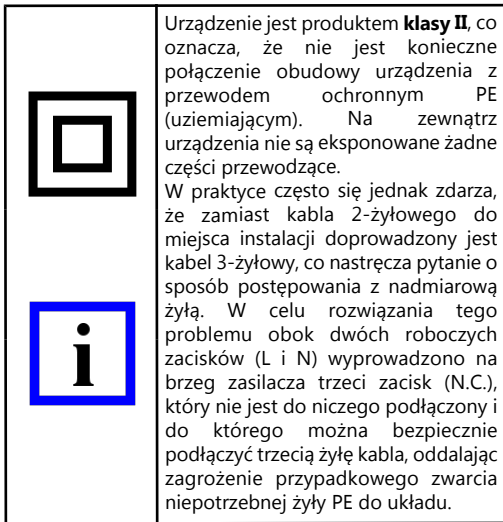 Urządzenie jest produktem klasy II, co
oznacza, że nie jest konieczne
połączenie obudowy urządzenia z
przewodem ochronnym PE
(uziemiającym). Na zewnątrz
urządzenia nie są eksponowane żadne
części przewodzące.
W praktyce często się jednak zdarza,
że zamiast kabla 2-żyłowego do
miejsca instalacji doprowadzony jest
kabel 3-żyłowy, co nastręcza pytanie o
sposób postępowania z nadmiarową
żyłą. W celu rozwiązania tego
problemu obok dwóch roboczych
zacisków (L i N) wyprowadzono na
brzeg zasilacza trzeci zacisk (N.C.),
który nie jest do niczego podłączony i
do którego można bezpiecznie
podłączyć trzecią żyłę kabla, oddalając
zagrożenie przypadkowego zwarcia
niepotrzebnej żyły PE do układu.
i